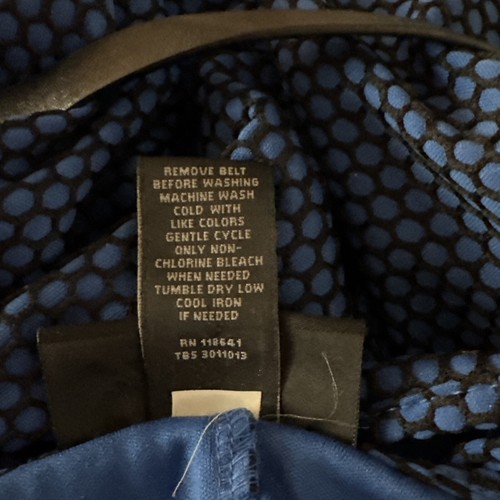 REMOVE BELT
BEFORE WASHING
MACHINE WASH
COLD WITH
LIKE COLORS
GENTLE CYCLE
ONLY NON-
CHLORINE BLEACH
WHEN NEEDED
TUMBLE DRY LOW
COOL IRON
IF NEEDED
RN 118641
TBS 3011013